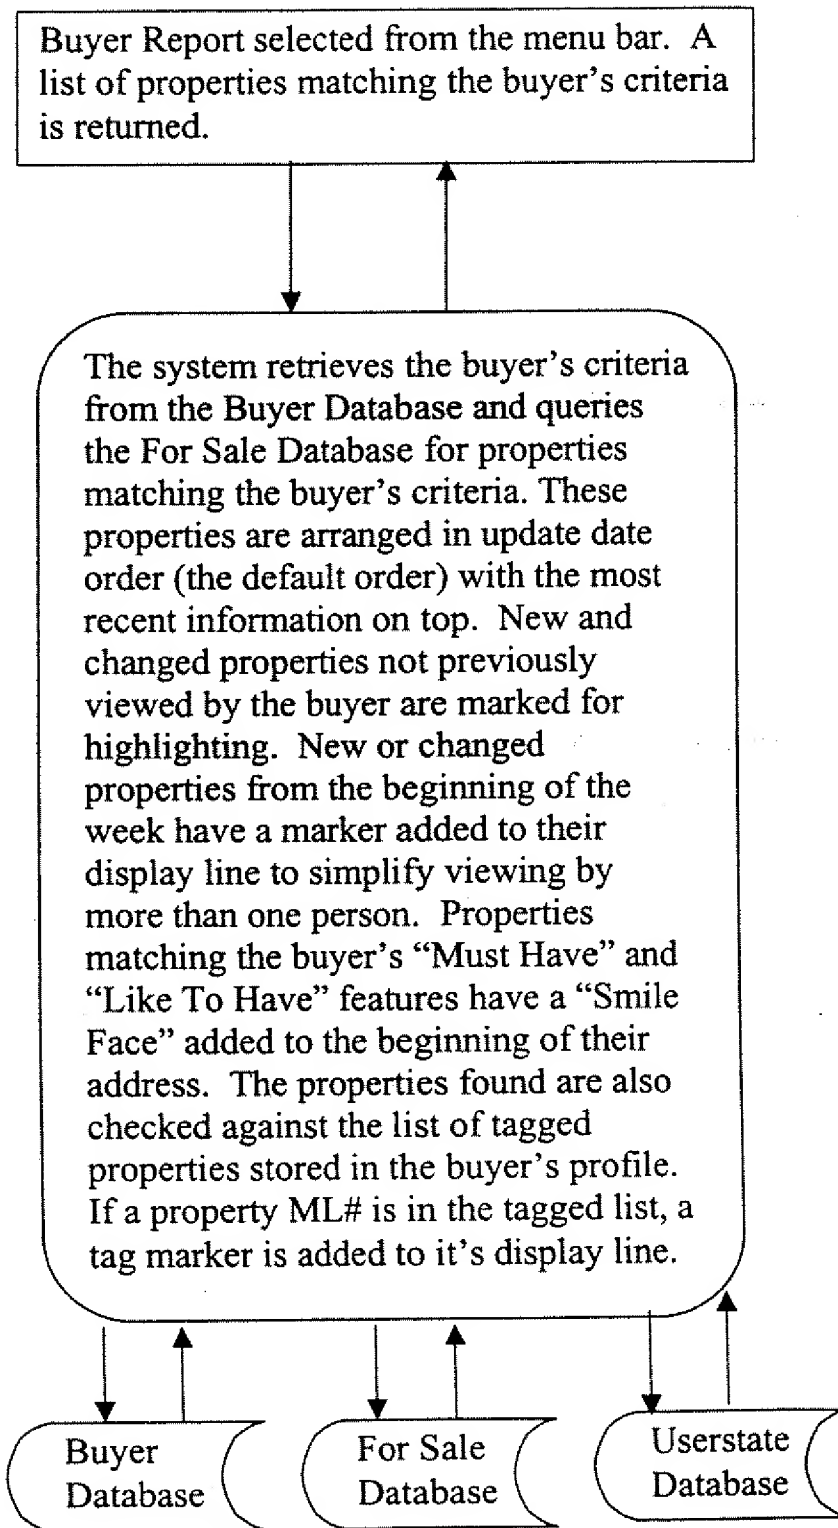 Buyer Report selected from the menu bar.  A
list of properties matching the buyer’s criteria
is returned.
The system retrieves the buyer’s criteria
from the Buyer Database and queries
the For Sale Database for properties
matching the buyer’s criteria. These
properties are arranged in update date
order (the default order) with the most
recent information on top.  New and
changed properties not previously
viewed by the buyer are marked for
highlighting.  New or changed
properties from the beginning of the
week have a marker added to their
display line to simplify viewing by
more than one person.  Properties
matching the buyer’s “Must Have” and
“Like To Have” features have a “Smile
Face” added to the beginning of their
address.  The properties found are also
checked against the list of tagged
properties stored in the buyer’s profile.
If a property ML# is in the tagged list, a
tag marker is added to it’s display line.
Buyer
Database
For Sale
Database
Userstate
Database